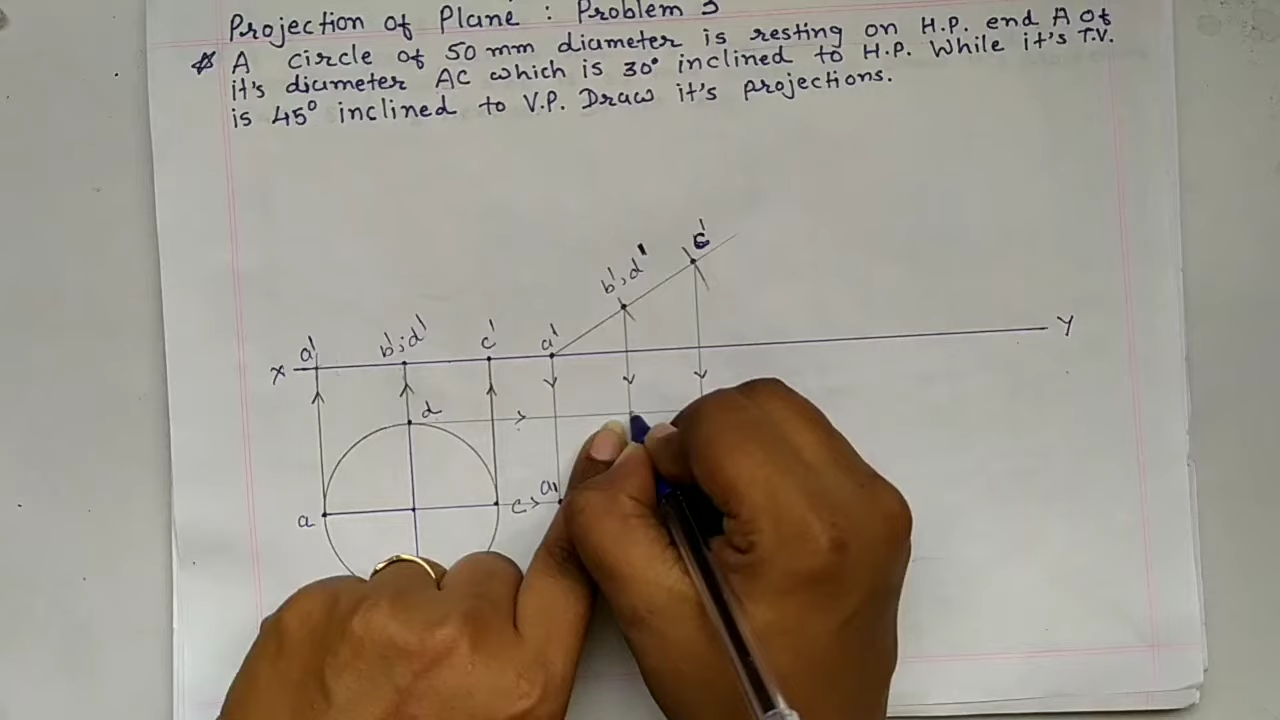 Projection of Plane : Problem 3
A circle of 50 mm diameter is resting on H.P. end A of
it's diameter AC which is 30° inclined to H.P. While it's T.V.
is 45° inclined to V.P. Draw it's projections.
c'
b', d'
a' b', d' c' a'
X Y
d
a c a1